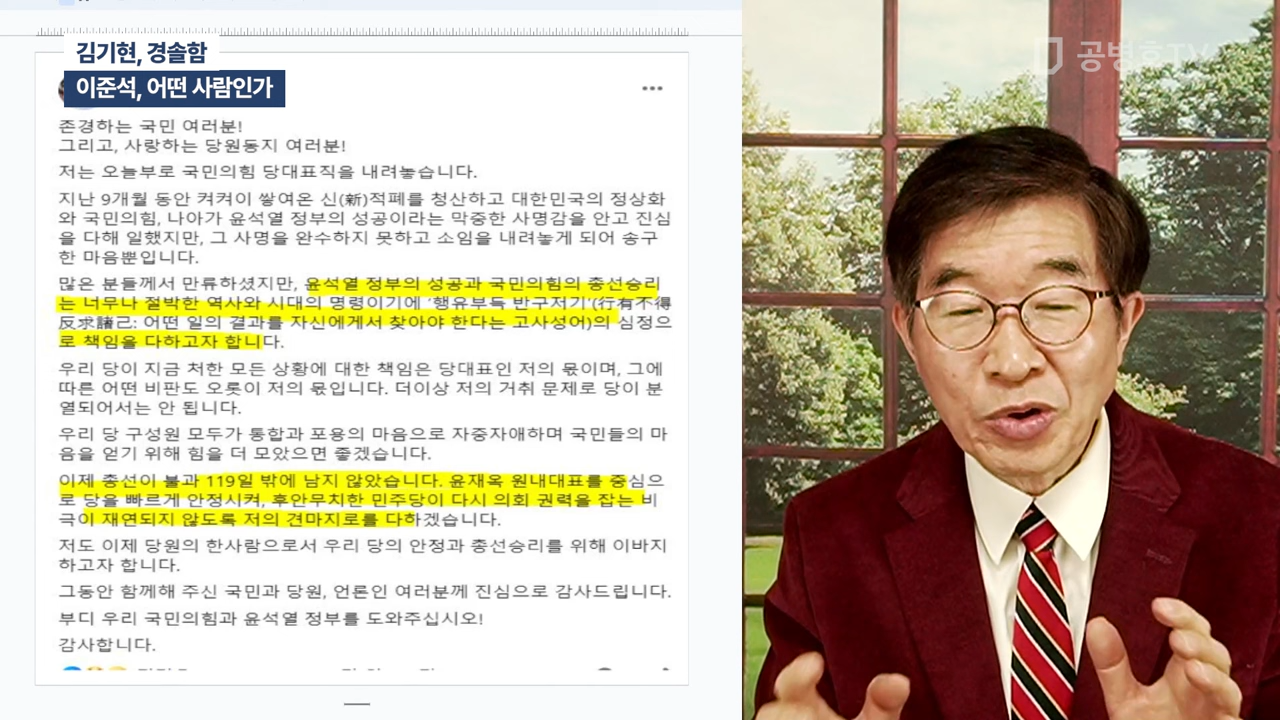 김기현, 경솔함
이준석, 어떤 사람인가
공병호TV
존경하는 국민 여러분!
그리고, 사랑하는 당원동지 여러분!
저는 오늘부로 국민의힘 당대표직을 내려놓습니다.
지난 9개월 동안 켜켜이 쌓여온 신(新)적폐를 청산하고 대한민국의 정상화
와 국민의힘, 나아가 윤석열 정부의 성공이라는 막중한 사명감을 안고 진심
을 다해 일했지만, 그 사명을 완수하지 못하고 소임을 내려놓게 되어 송구
한 마음뿐입니다.
많은 분들께서 만류하셨지만, 윤석열 정부의 성공과 국민의힘의 총선승리
는 너무나 절박한 역사와 시대의 명령이기에 '행유부득 반구저기'(行有不得
反求諸己: 어떤 일의 결과를 자신에게서 찾아야 한다는 고사성어)의 심정으
로 책임을 다하고자 합니다.
우리 당이 지금 처한 모든 상황에 대한 책임은 당대표인 저의 몫이며, 그에
따른 어떤 비판도 오롯이 저의 몫입니다. 더이상 저의 거취 문제로 당이 분
열되어서는 안 됩니다.
우리 당 구성원 모두가 통합과 포용의 마음으로 자중자애하며 국민들의 마
음을 얻기 위해 힘을 더 모았으면 좋겠습니다.
이제 총선이 불과 119일 밖에 남지 않았습니다. 윤재옥 원내대표를 중심으
로 당을 빠르게 안정시켜, 후안무치한 민주당이 다시 의회 권력을 잡는 비
극이 재연되지 않도록 저의 견마지로를 다하겠습니다.
저도 이제 당원의 한사람으로서 우리 당의 안정과 총선승리를 위해 이바지
하고자 합니다.
그동안 함께해 주신 국민과 당원, 언론인 여러분께 진심으로 감사드립니다.
부디 우리 국민의힘과 윤석열 정부를 도와주십시오!
감사합니다.